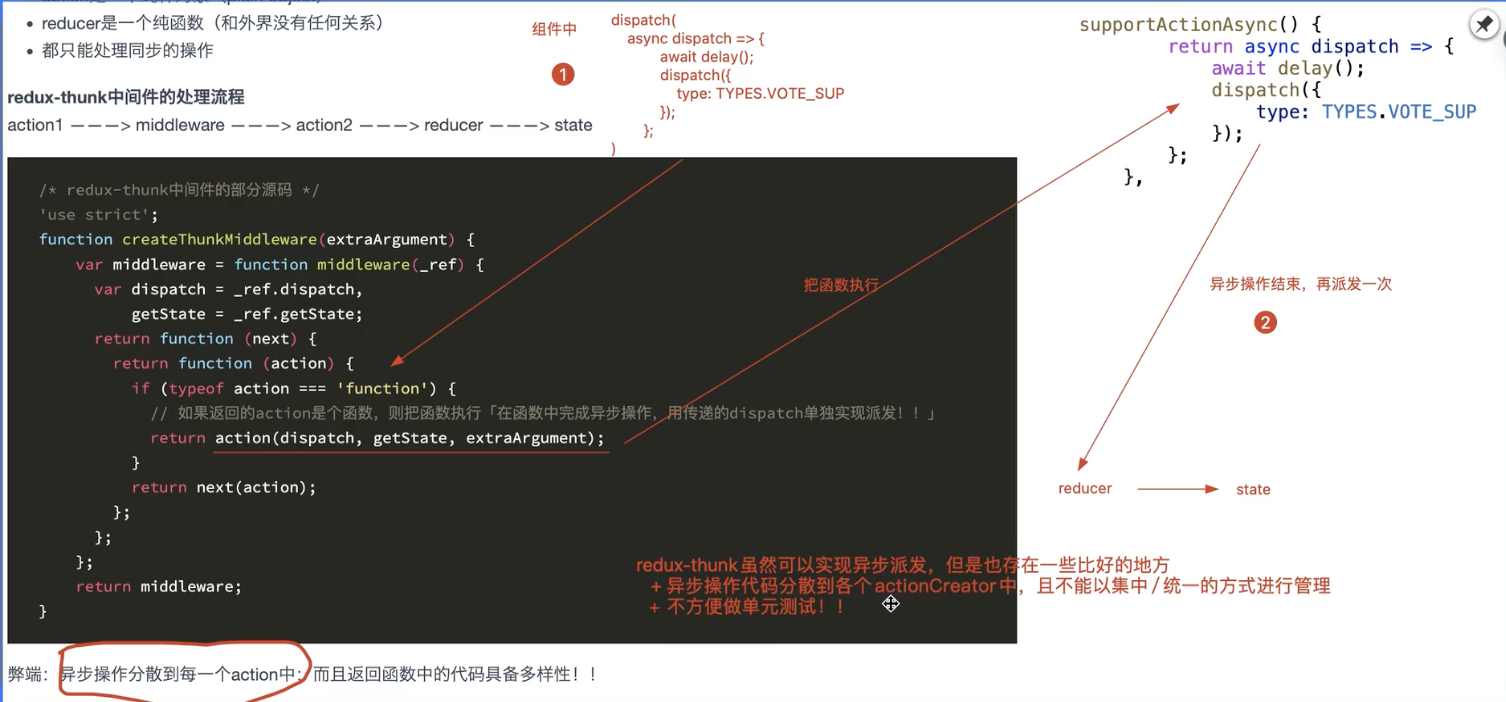 reducer是一个纯函数（和外界没有任何关系）
都只能处理同步的操作
redux-thunk中间件的处理流程
action1 ———> middleware ———> action2 ———> reducer ———> state
组件中
1
dispatch(
async dispatch => {
await delay();
dispatch({
type: TYPES.VOTE_SUP
});
};
)
supportActionAsync() {
return async dispatch => {
await delay();
dispatch({
type: TYPES.VOTE_SUP
});
};
},
/* redux-thunk中间件的部分源码 */
'use strict';
function createThunkMiddleware(extraArgument) {
var middleware = function middleware(_ref) {
var dispatch = _ref.dispatch,
getState = _ref.getState;
return function (next) {
return function (action) {
if (typeof action === 'function') {
// 如果返回的action是个函数，则把函数执行「在函数中完成异步操作，用传递的dispatch单独实现派发！！」
return action(dispatch, getState, extraArgument);
}
return next(action);
};
};
};
return middleware;
}
把函数执行
异步操作结束，再派发一次
2
reducer
state
redux-thunk虽然可以实现异步派发，但是也存在一些比好的地方
+ 异步操作代码分散到各个actionCreator中，且不能以集中/统一的方式进行管理
+ 不方便做单元测试！！
弊端：异步操作分散到每一个action中；而且返回函数中的代码具备多样性！！